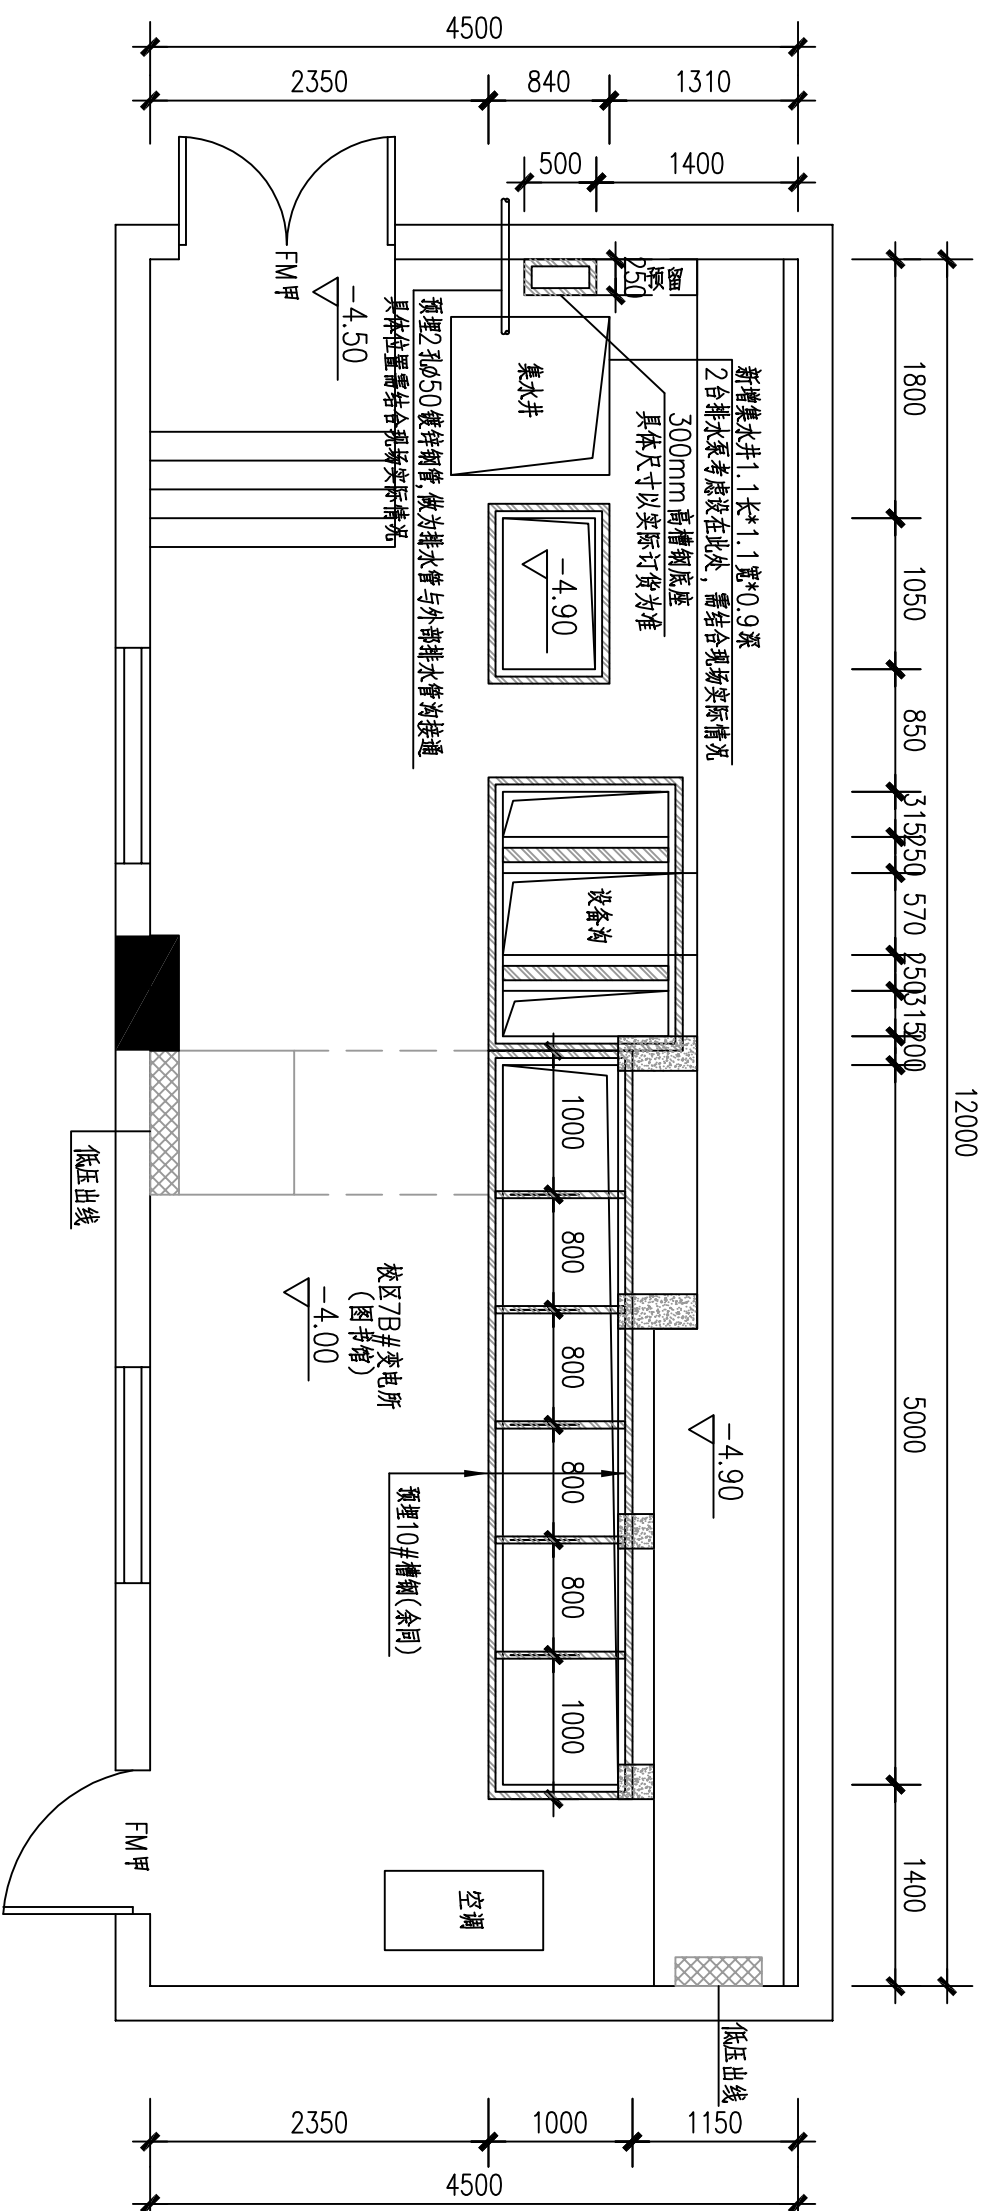 4500
2350
840
1310
500
1400
FM甲
-4.50
250
预留
集水井
新增集水井1.1长*1.1宽*0.9深
2台排水泵考虑设在此处，需结合现场实际情况
300mm高槽钢底座
具体尺寸以实际订货为准
预埋2孔ø50镀锌钢管,做为排水管与外部排水管沟接通
具体位置需结合现场实际情况
-4.90
设备沟
1800
1050
850
315
250
570
250
315
200
5000
1400
12000
1000
800
800
800
800
1000
低压出线
校区7B#变电所
(图书馆)
-4.00
-4.90
预埋10#槽钢(余同)
FM甲
空调
低压出线
2350
1000
1150
4500